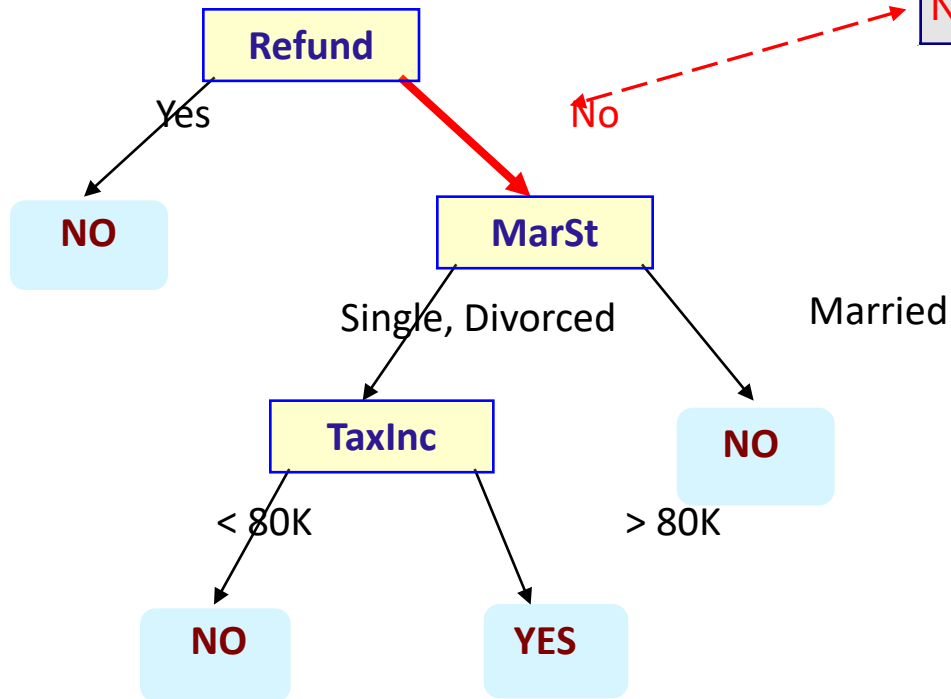 Refund
N
Yes
No
NO
MarSt
Single, Divorced
Married
TaxInc
NO
< 80K
> 80K
NO
YES